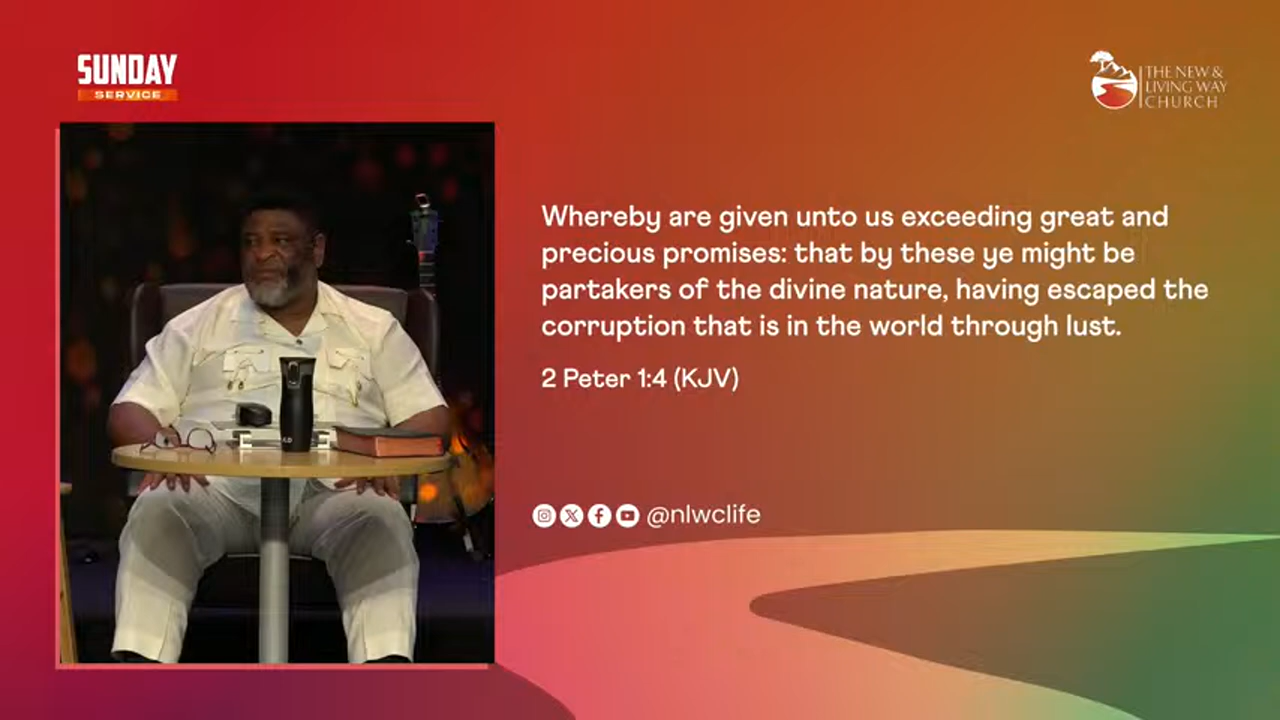 SUNDAY
SERVICE
THE NEW &
LIVING WAY
CHURCH
Whereby are given unto us exceeding great and
precious promises: that by these ye might be
partakers of the divine nature, having escaped the
corruption that is in the world through lust.
2 Peter 1:4 (KJV)
@nlwclife